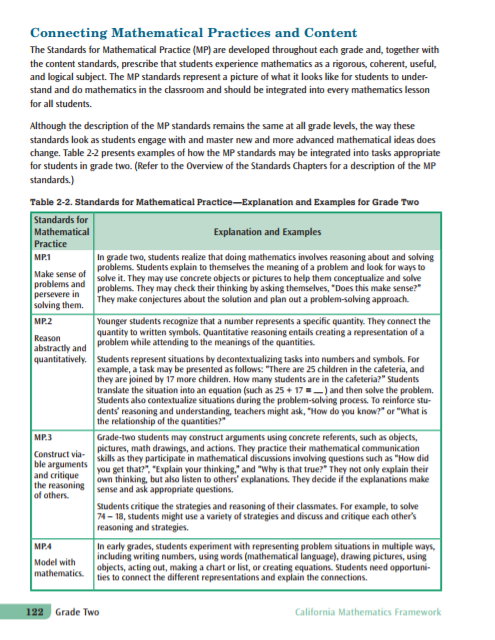 Connecting Mathematical Practices and Content
The Standards for Mathematical Practice (MP) are developed throughout each grade and, together with
the content standards, prescribe that students experience mathematics as a rigorous, coherent, useful,
and logical subject. The MP standards represent a picture of what it looks like for students to under-
stand and do mathematics in the classroom and should be integrated into every mathematics lesson
for all students.
Although the description of the MP standards remains the same at all grade levels, the way these
standards look as students engage with and master new and more advanced mathematical ideas does
change. Table 2-2 presents examples of how the MP standards may be integrated into tasks appropriate
for students in grade two. (Refer to the Overview of the Standards Chapters for a description of the MP
standards.)
Table 2-2. Standards for Mathematical Practice—Explanation and Examples for Grade Two
Standards for
Mathematical
Practice
Explanation and Examples
MP.1
Make sense of
problems and
persevere in
solving them.
In grade two, students realize that doing mathematics involves reasoning about and solving
problems. Students explain to themselves the meaning of a problem and look for ways to
solve it. They may use concrete objects or pictures to help them conceptualize and solve
problems. They may check their thinking by asking themselves, “Does this make sense?”
They make conjectures about the solution and plan out a problem-solving approach.
MP.2
Reason
abstractly and
quantitatively.
Younger students recognize that a number represents a specific quantity. They connect the
quantity to written symbols. Quantitative reasoning entails creating a representation of a
problem while attending to the meanings of the quantities.
Students represent situations by decontextualizing tasks into numbers and symbols. For
example, a task may be presented as follows: “There are 25 children in the cafeteria, and
they are joined by 17 more children. How many students are in the cafeteria?” Students
translate the situation into an equation (such as 25 + 17 = __) and then solve the problem.
Students also contextualize situations during the problem-solving process. To reinforce stu-
dents’ reasoning and understanding, teachers might ask, “How do you know?” or “What is
the relationship of the quantities?”
MP.3
Construct via-
ble arguments
and critique
the reasoning
of others.
Grade-two students may construct arguments using concrete referents, such as objects,
pictures, math drawings, and actions. They practice their mathematical communication
skills as they participate in mathematical discussions involving questions such as “How did
you get that?”, “Explain your thinking,” and “Why is that true?” They not only explain their
own thinking, but also listen to others’ explanations. They decide if the explanations make
sense and ask appropriate questions.
Students critique the strategies and reasoning of their classmates. For example, to solve
74 – 18, students might use a variety of strategies and discuss and critique each other’s
reasoning and strategies.
MP.4
Model with
mathematics.
In early grades, students experiment with representing problem situations in multiple ways,
including writing numbers, using words (mathematical language), drawing pictures, using
objects, acting out, making a chart or list, or creating equations. Students need opportuni-
ties to connect the different representations and explain the connections.
122 Grade Two
California Mathematics Framework